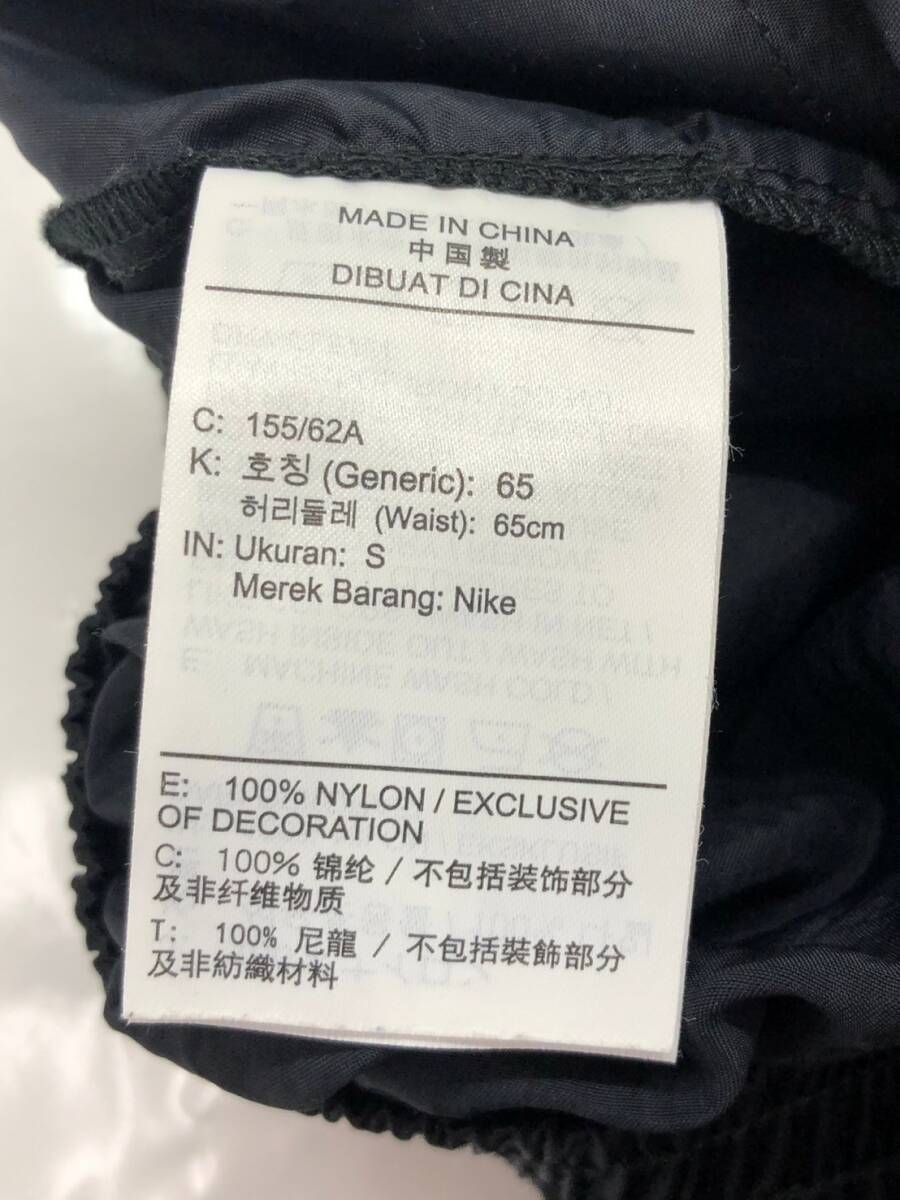 MADE IN CHINA
中国製
DIBUAT DI CINA
C: 155/62A
K: 호칭 (Generic): 65
허리둘레 (Waist): 65cm
IN: Ukuran: S
Merek Barang: Nike
E: 100% NYLON / EXCLUSIVE
OF DECORATION
C: 100% 锦纶 / 不包括装饰部分
及非纤维物质
T: 100% 尼龍 / 不包括裝飾部分
及非紡織材料